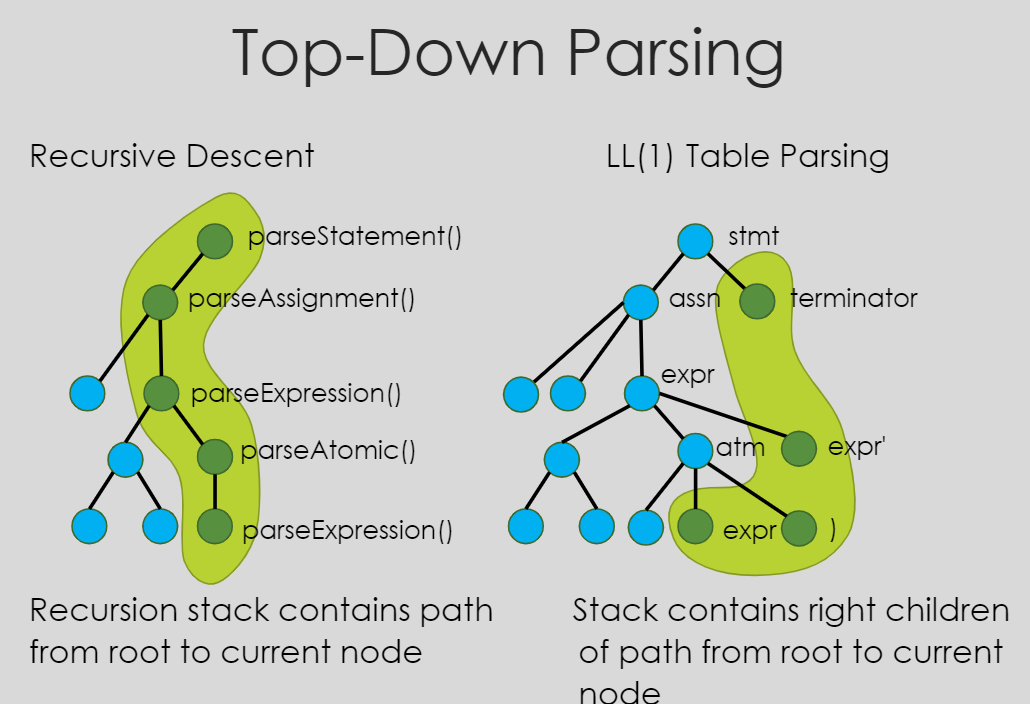 Top-Down Parsing
Recursive Descent
parseStatement()
parseAssignment()
parseExpression()
parseAtomic()
parseExpression()
Recursion stack contains path
from root to current node
LL(1) Table Parsing
stmt
assn
terminator
expr
atm
expr'
expr
)
Stack contains right children
of path from root to current
node